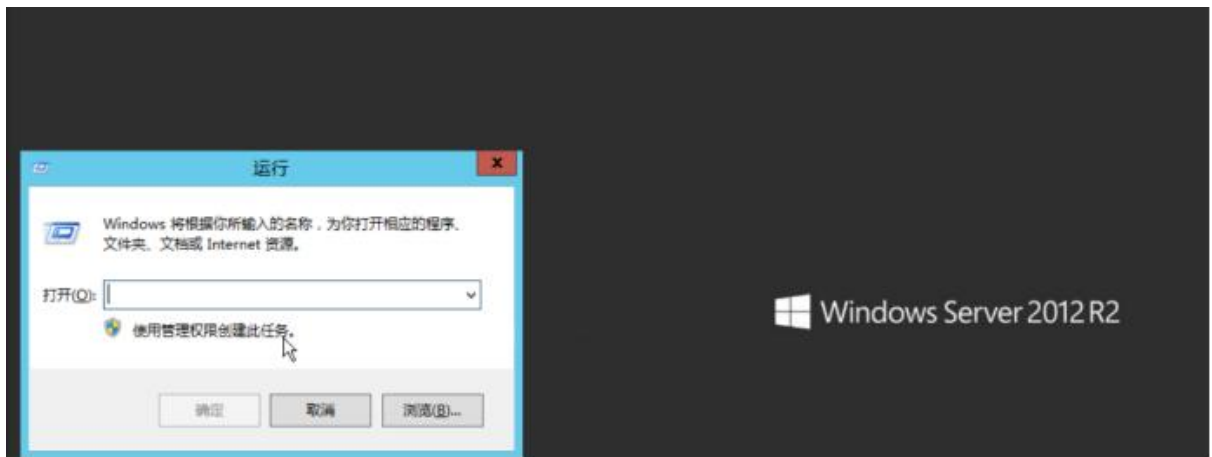 运行
x
Windows 将根据你所输入的名称，为你打开相应的程序、
文件夹、文档或 Internet 资源。
打开(O):
使用管理权限创建此任务。
确定
取消
浏览(B)...
Windows Server 2012 R2